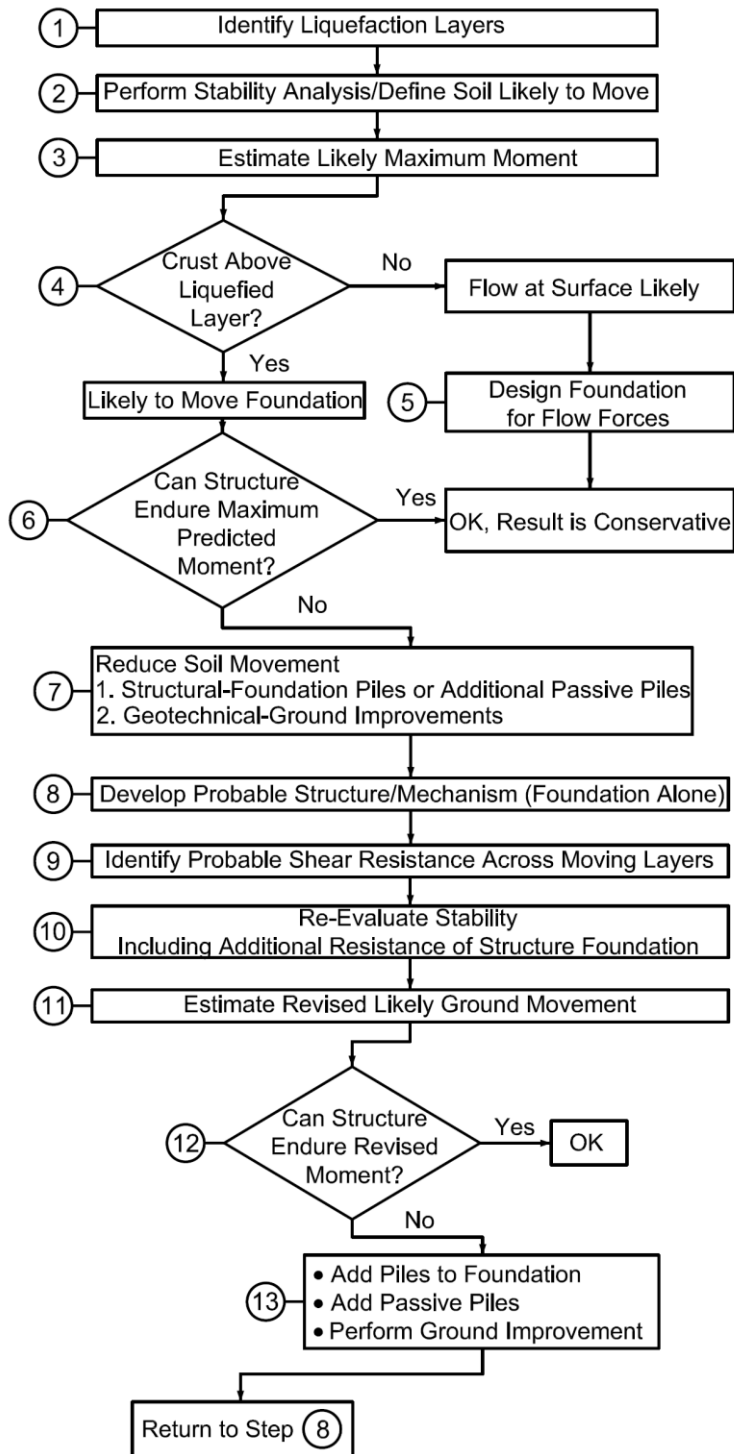 1
Identify Liquefaction Layers
2
Perform Stability Analysis/Define Soil Likely to Move
3
Estimate Likely Maximum Moment
4
Crust Above
Liquefied
Layer?
No
Flow at Surface Likely
Yes
Likely to Move Foundation
5
Design Foundation
for Flow Forces
6
Can Structure
Endure Maximum
Predicted
Moment?
Yes
OK, Result is Conservative
No
7
Reduce Soil Movement
1. Structural-Foundation Piles or Additional Passive Piles
2. Geotechnical-Ground Improvements
8
Develop Probable Structure/Mechanism (Foundation Alone)
9
Identify Probable Shear Resistance Across Moving Layers
10
Re-Evaluate Stability
Including Additional Resistance of Structure Foundation
11
Estimate Revised Likely Ground Movement
12
Can Structure
Endure Revised
Moment?
Yes
OK
No
13
• Add Piles to Foundation
• Add Passive Piles
• Perform Ground Improvement
Return to Step 8